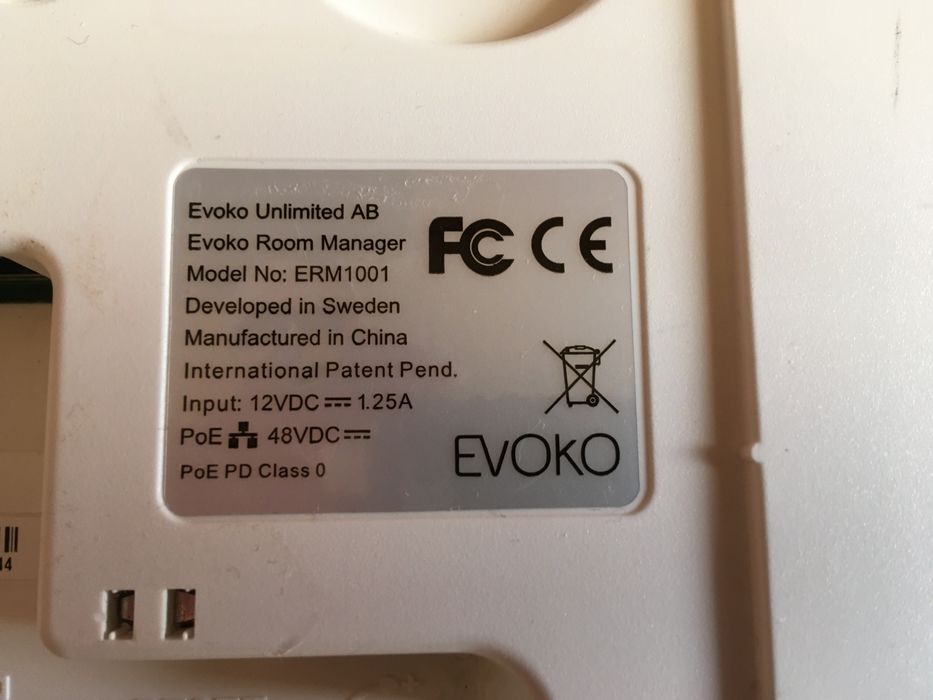 Evoko Unlimited AB
Evoko Room Manager
Model No: ERM1001
Developed in Sweden
Manufactured in China
International Patent Pend.
Input: 12VDC 1.25A
PoE 48VDC
PoE PD Class 0
FC CE
EVOKO
14